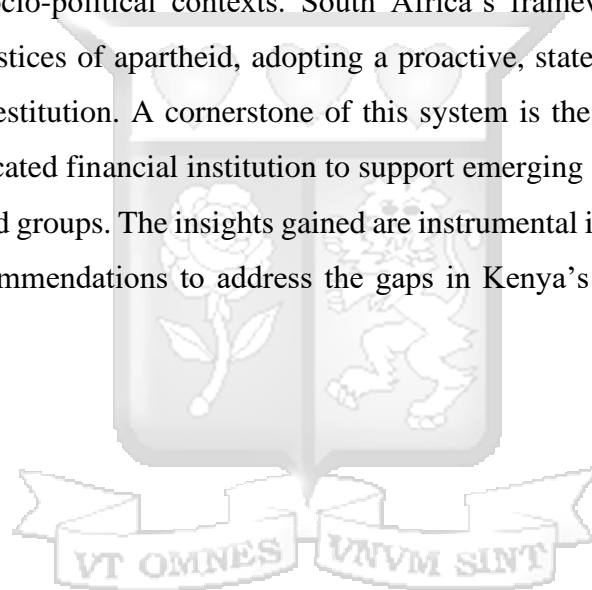 socio-political contexts. South Africa's framew
stices of apartheid, adopting a proactive, state
estitution. A cornerstone of this system is the
cated financial institution to support emerging
d groups. The insights gained are instrumental i
ommendations to address the gaps in Kenya's
VT OMNES VNVM SINT